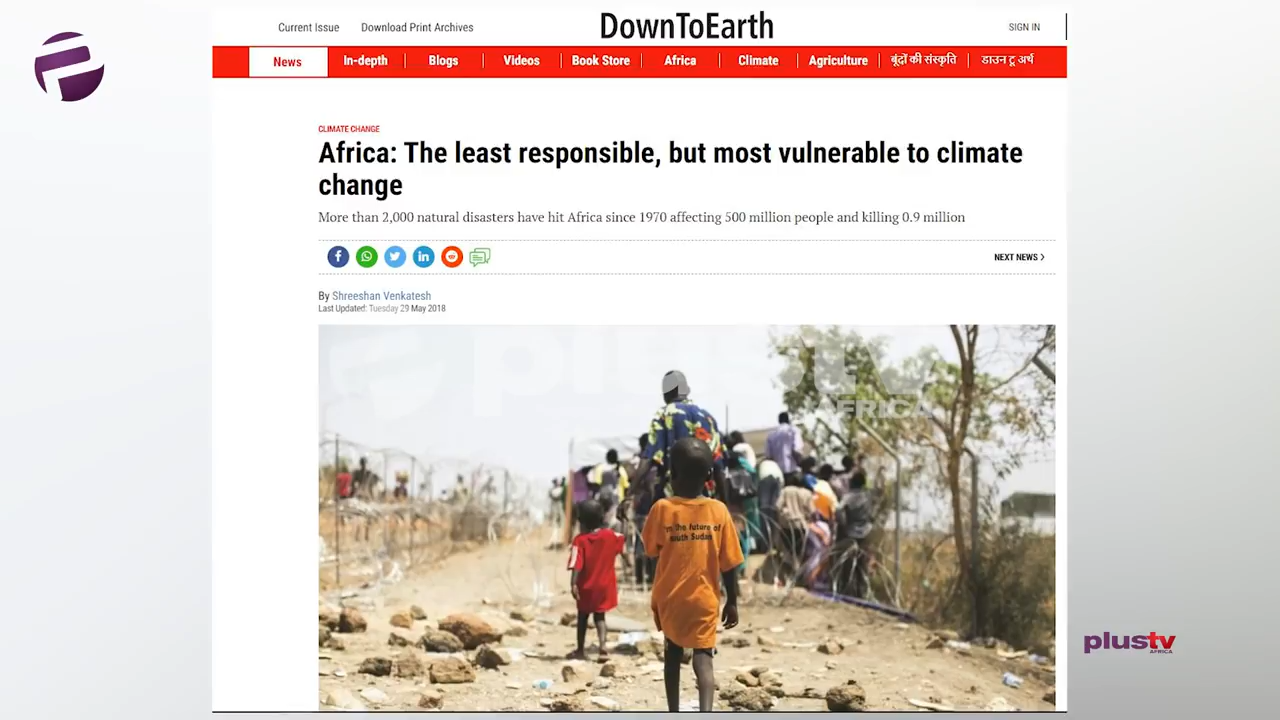 Current Issue
Download Print Archives
DownToEarth
SIGN IN
News
In-depth
Blogs
Videos
Book Store
Africa
Climate
Agriculture
बूंदों की संस्कृति
डाउन टू अर्थ
CLIMATE CHANGE
Africa: The least responsible, but most vulnerable to climate
change
More than 2,000 natural disasters have hit Africa since 1970 affecting 500 million people and killing 0.9 million
NEXT NEWS
By Shreeshan Venkatesh
Last Updated: Tuesday 29 May 2018
plustv
AFRICA
the future of
south Sudan
plustv
AFRICA